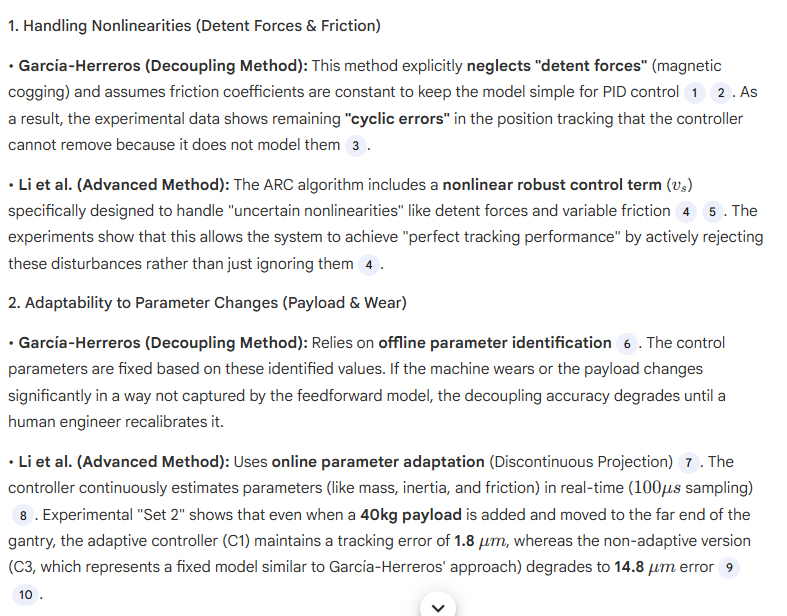 1. Handling Nonlinearities (Detent Forces & Friction)
• García-Herreros (Decoupling Method): This method explicitly neglects "detent forces" (magnetic
cogging) and assumes friction coefficients are constant to keep the model simple for PID control 1 2 . As
a result, the experimental data shows remaining "cyclic errors" in the position tracking that the controller
cannot remove because it does not model them 3 .
• Li et al. (Advanced Method): The ARC algorithm includes a nonlinear robust control term (vₛ)
specifically designed to handle "uncertain nonlinearities" like detent forces and variable friction 4 5 . The
experiments show that this allows the system to achieve "perfect tracking performance" by actively rejecting
these disturbances rather than just ignoring them 4 .
2. Adaptability to Parameter Changes (Payload & Wear)
• García-Herreros (Decoupling Method): Relies on offline parameter identification 6 . The control
parameters are fixed based on these identified values. If the machine wears or the payload changes
significantly in a way not captured by the feedforward model, the decoupling accuracy degrades until a
human engineer recalibrates it.
• Li et al. (Advanced Method): Uses online parameter adaptation (Discontinuous Projection) 7 . The
controller continuously estimates parameters (like mass, inertia, and friction) in real-time (100μs sampling)
8 . Experimental "Set 2" shows that even when a 40kg payload is added and moved to the far end of the
gantry, the adaptive controller (C1) maintains a tracking error of 1.8 μm, whereas the non-adaptive version
(C3, which represents a fixed model similar to García-Herreros' approach) degrades to 14.8 μm error 9
10 .